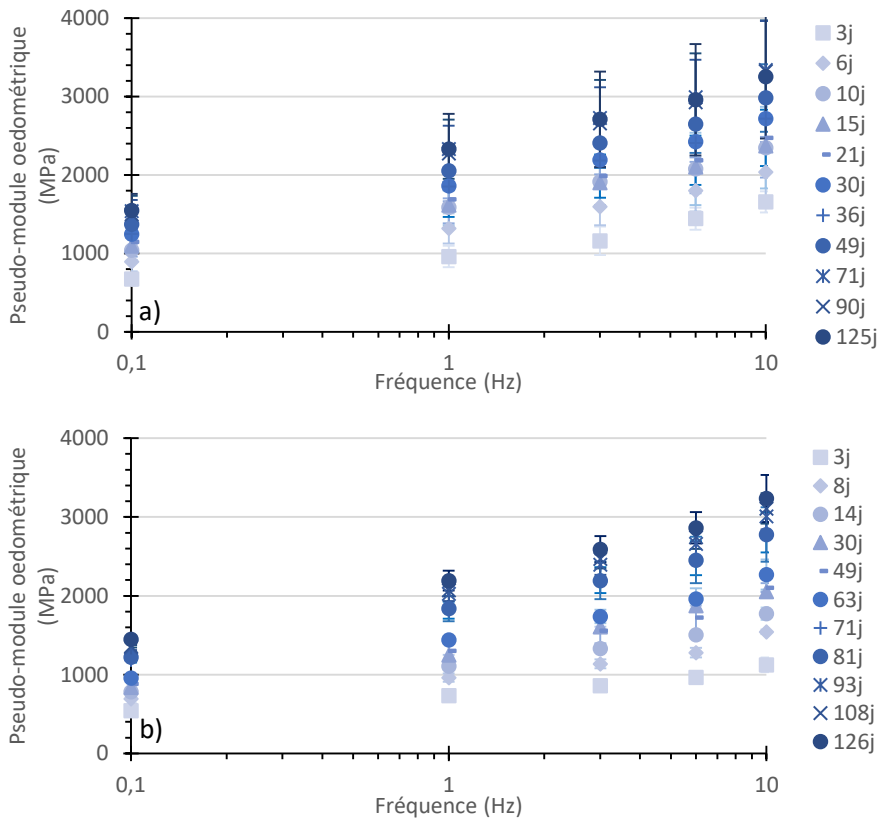 Pseudo-module oedométrique
(MPa)
4000
3000
2000
1000
0
a)
0,1
1
10
Fréquence (Hz)
3j
6j
10j
15j
21j
30j
36j
49j
71j
90j
125j
Pseudo-module oedométrique
(MPa)
4000
3000
2000
1000
0
b)
0,1
1
10
Fréquence (Hz)
3j
8j
14j
30j
49j
63j
71j
81j
93j
108j
126j